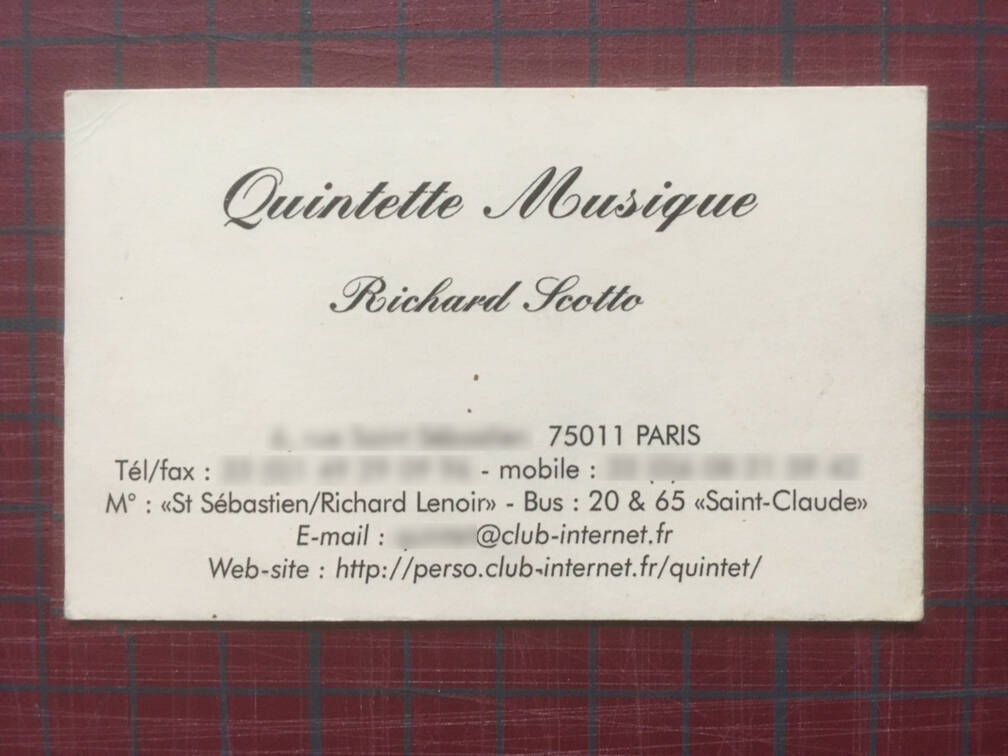 Quintette Musique
Richard Scotto
75011 PARIS
Tél/fax : - mobile :
M° : «St Sébastien/Richard Lenoir» - Bus : 20 & 65 «Saint-Claude»
E-mail : @club-internet.fr
Web-site : http://perso.club-internet.fr/quintet/